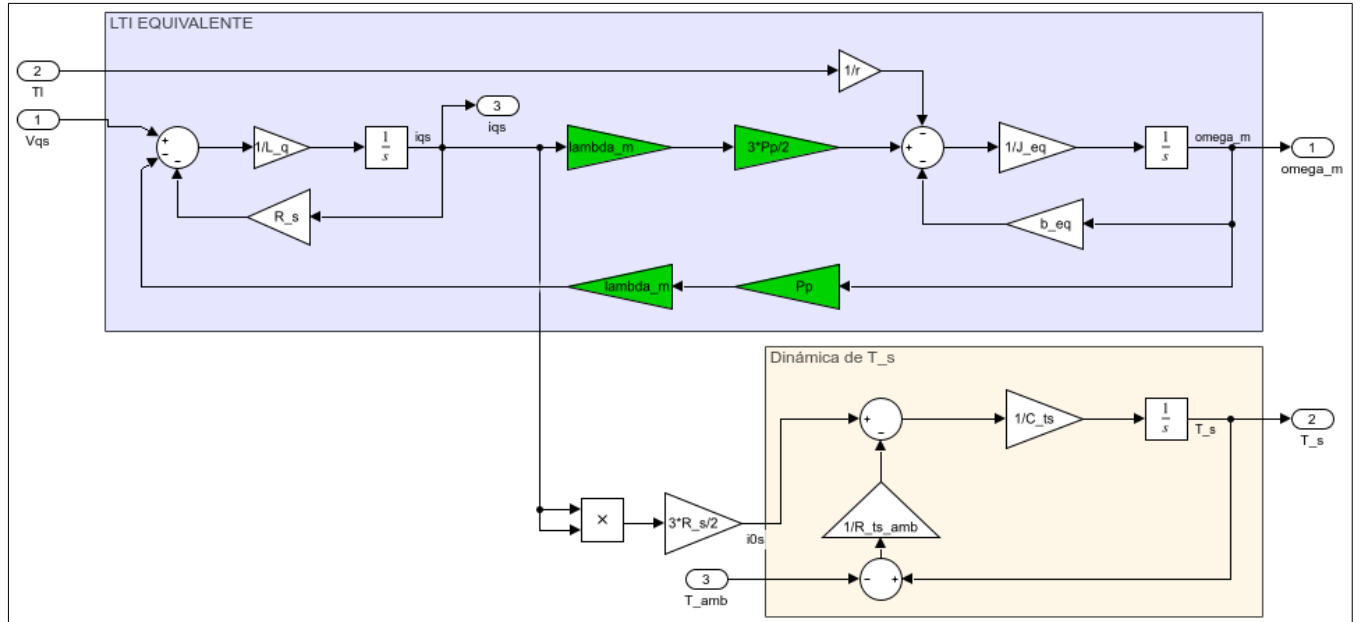 LTI EQUIVALENTE
2
Tl
1/r
1
Vqs
3
iqs
+
−
−
1/L_q
1
s
iqs
lambda_m
3*Pp/2
−
+
−
1/J_eq
1
s
omega_m
1
omega_m
R_s
b_eq
lambda_m
Pp
Dinámica de T_s
+
−
1/C_ts
1
s
T_s
2
T_s
×
3*R_s/2
i0s
1/R_ts_amb
3
T_amb
−
+